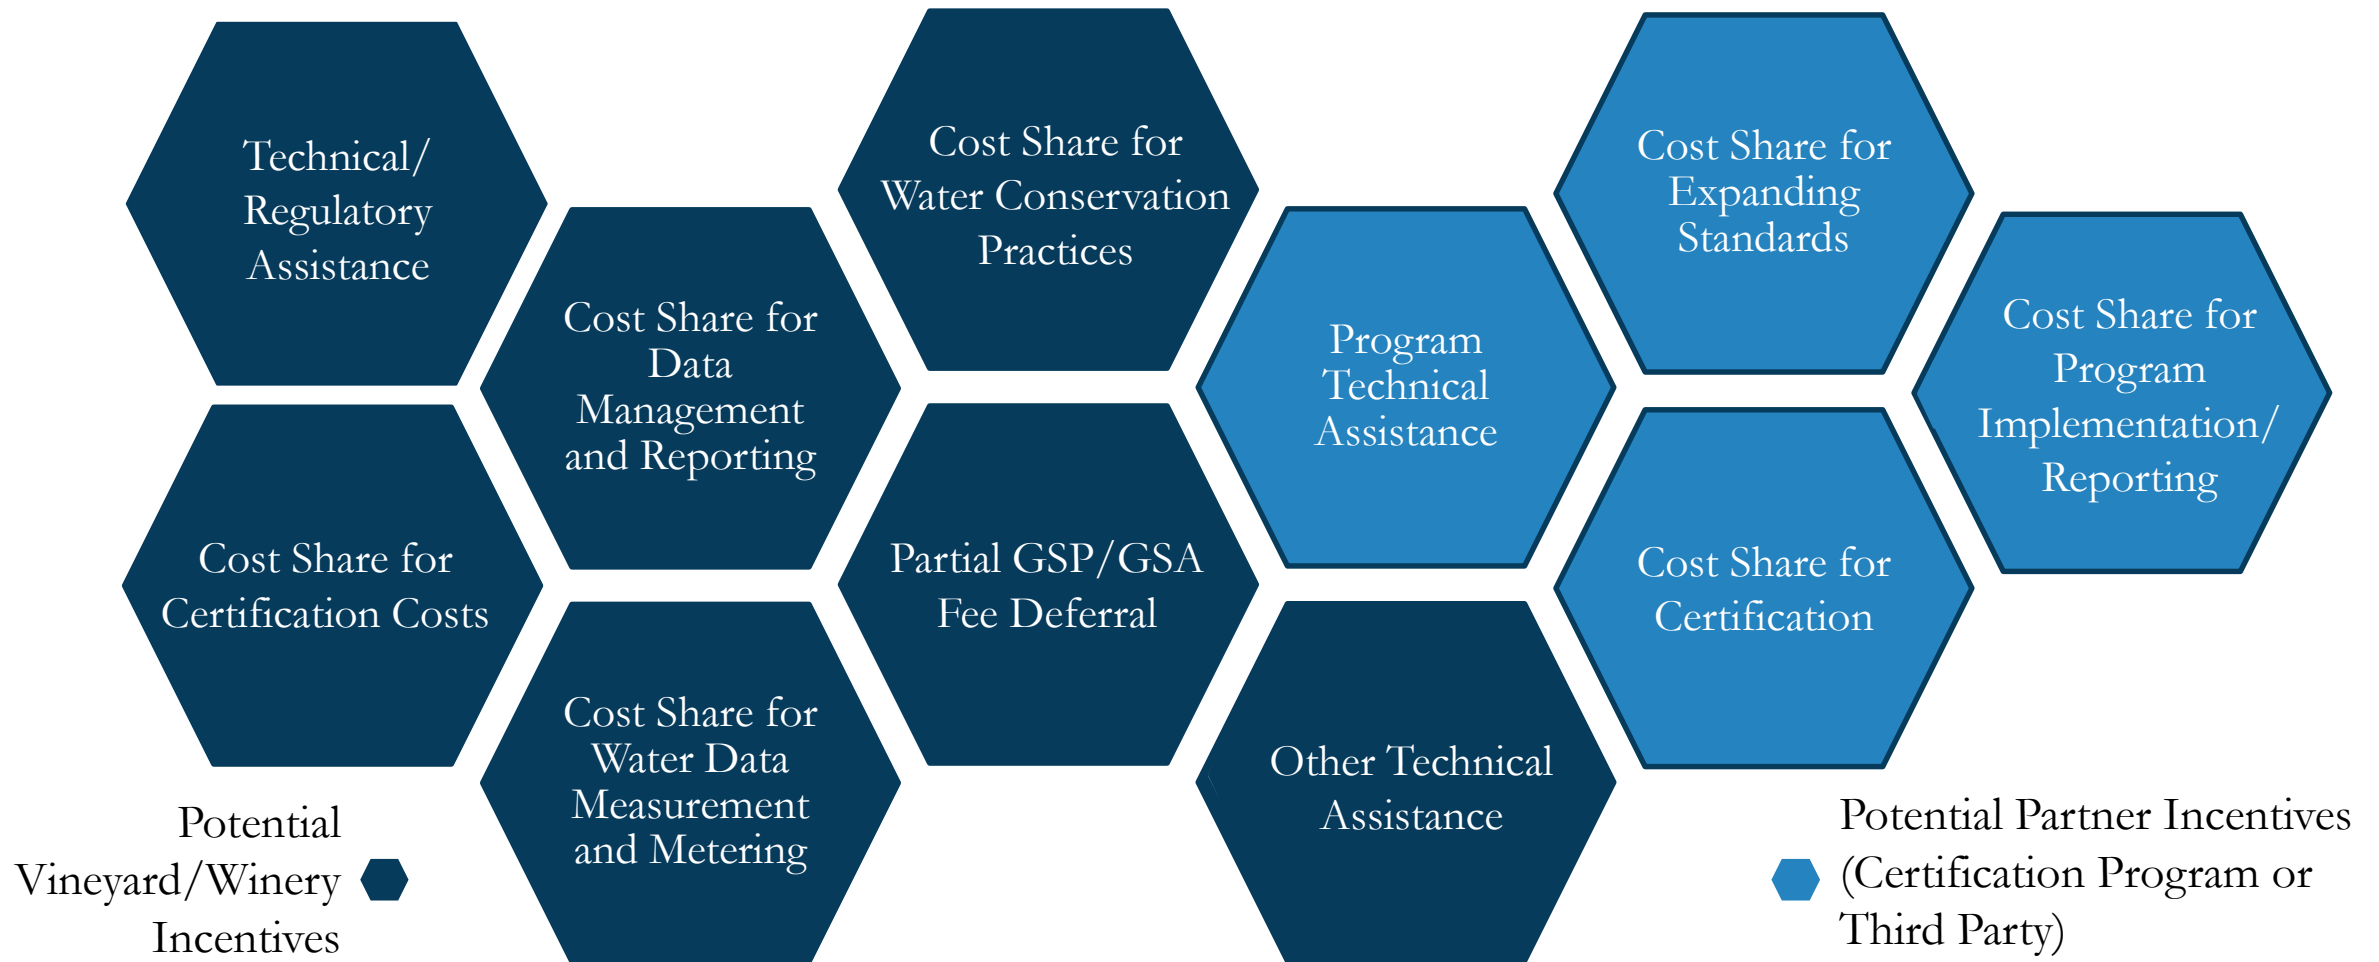 Technical/
Regulatory
Assistance
Cost Share for
Certification Costs
Cost Share for
Data
Management
and Reporting
Cost Share for
Water Data
Measurement
and Metering
Cost Share for
Water Conservation
Practices
Partial GSP/GSA
Fee Deferral
Program
Technical
Assistance
Other Technical
Assistance
Cost Share for
Expanding
Standards
Cost Share for
Certification
Cost Share for
Program
Implementation/
Reporting
Potential
Vineyard/Winery
Incentives
Potential Partner Incentives
(Certification Program or
Third Party)